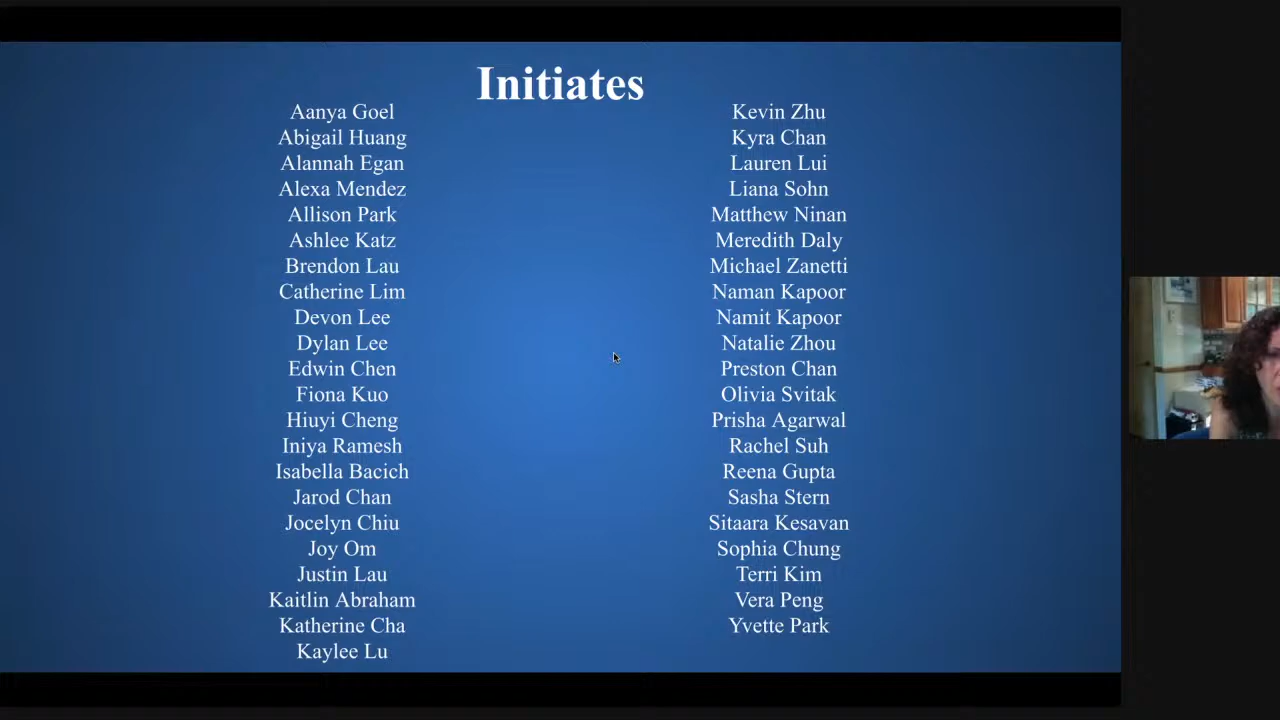 Initiates
Aanya Goel
Abigail Huang
Alannah Egan
Alexa Mendez
Allison Park
Ashlee Katz
Brendon Lau
Catherine Lim
Devon Lee
Dylan Lee
Edwin Chen
Fiona Kuo
Hiuyi Cheng
Iniya Ramesh
Isabella Bacich
Jarod Chan
Jocelyn Chiu
Joy Om
Justin Lau
Kaitlin Abraham
Katherine Cha
Kaylee Lu
Kevin Zhu
Kyra Chan
Lauren Lui
Liana Sohn
Matthew Ninan
Meredith Daly
Michael Zanetti
Naman Kapoor
Namit Kapoor
Natalie Zhou
Preston Chan
Olivia Svitak
Prisha Agarwal
Rachel Suh
Reena Gupta
Sasha Stern
Sitaara Kesavan
Sophia Chung
Terri Kim
Vera Peng
Yvette Park